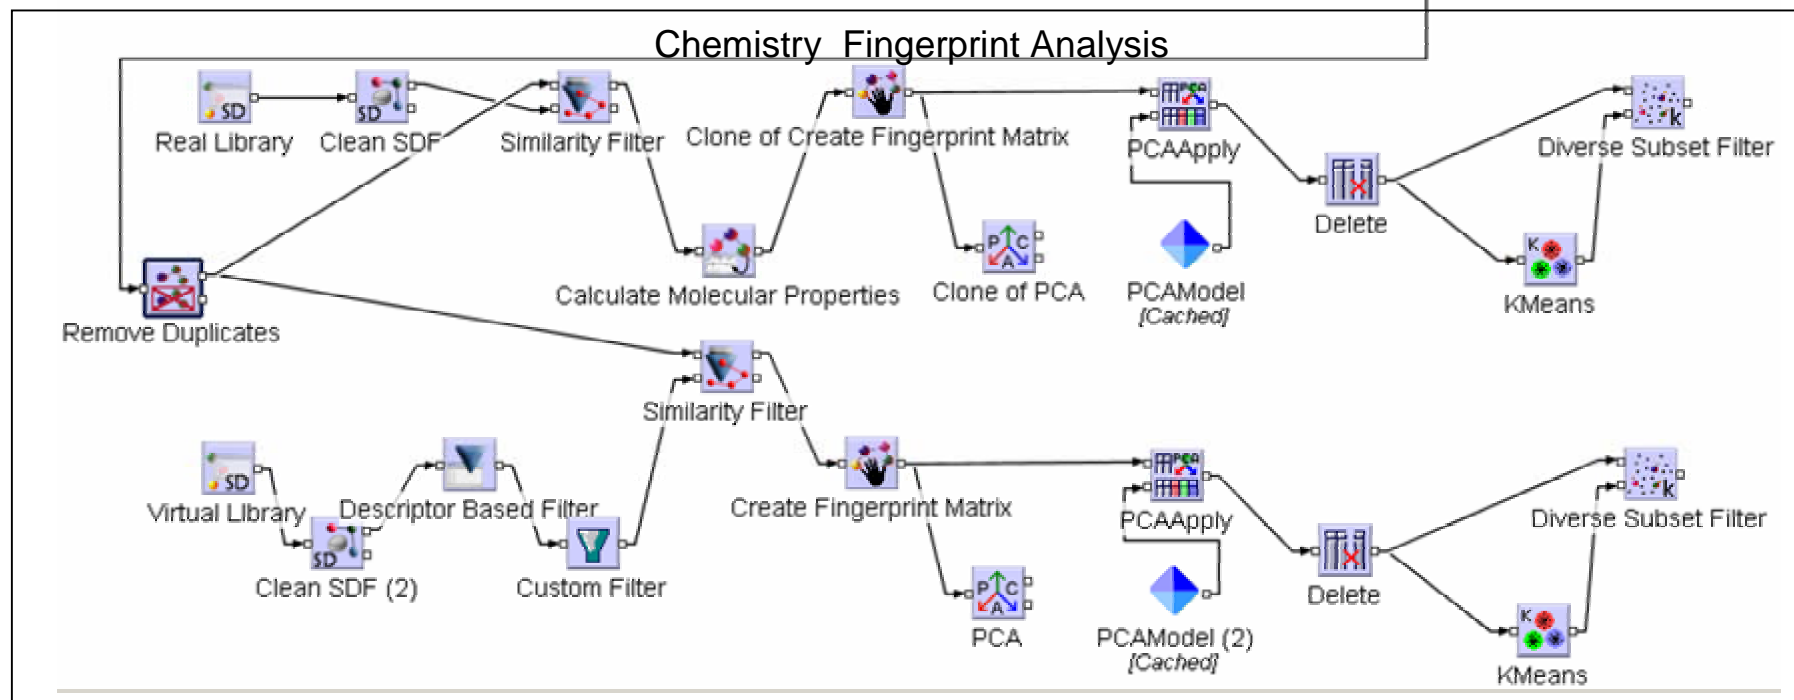 Chemistry Fingerprint Analysis
Real Library
Clean SDF
Similarity Filter
Clone of Create Fingerprint Matrix
PCAApply
Diverse Subset Filter
Delete
Remove Duplicates
Calculate Molecular Properties
Clone of PCA
PCAModel
[Cached]
KMeans
Similarity Filter
Virtual Library
Descriptor Based Filter
Create Fingerprint Matrix
PCAApply
Diverse Subset Filter
Clean SDF (2)
Custom Filter
PCA
PCAModel (2)
[Cached]
Delete
KMeans